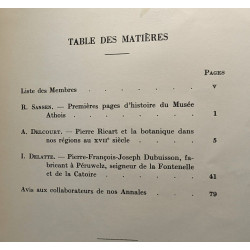 TABLE DES MATIÈRES
PAGES
Liste des Membres v
R. SANSEN. — Premières pages d'histoire du Musée
Athois 1
A. DELCOURT. — Pierre Ricart et la botanique dans
nos régions au XVIIe siècle 5
I. DELATTE. — Pierre-François-Joseph Dubuisson, fa-
bricant à Péruwelz, seigneur de la Fontenelle
et de la Catoire 41
Avis aux collaborateurs de nos Annales 79